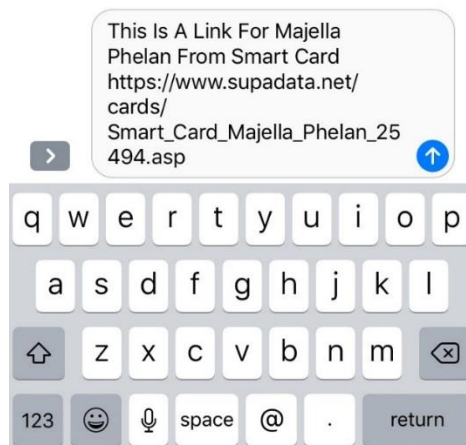 This Is A Link For Majella
Phelan From Smart Card
https://www.supadata.net/
cards/
Smart_Card_Majella_Phelan_25
494.asp
q w e r t y u i o p
a s d f g h j k l
z x c v b n m
123 space @ . return